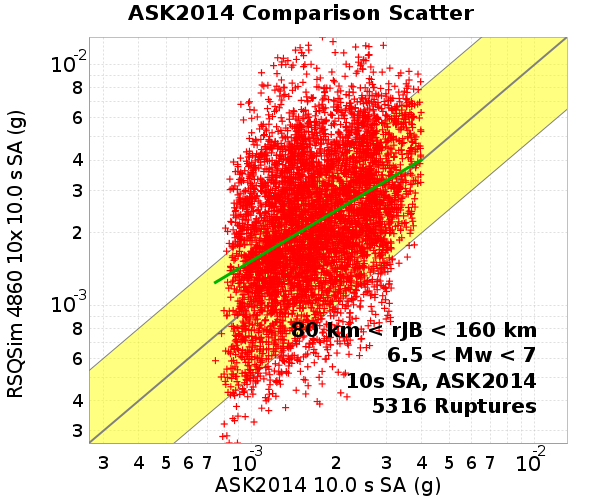 ASK2014 Comparison Scatter
RSQSim 4860 10x 10.0 s SA (g)
10-2
8
6
4
3
2
10-3
8
6
4
3
80 km < rJB < 160 km
6.5 < Mw < 7
10s SA, ASK2014
5316 Ruptures
3 4 5 6 7 10-3 2 3 4 5 6 7 10-2
ASK2014 10.0 s SA (g)